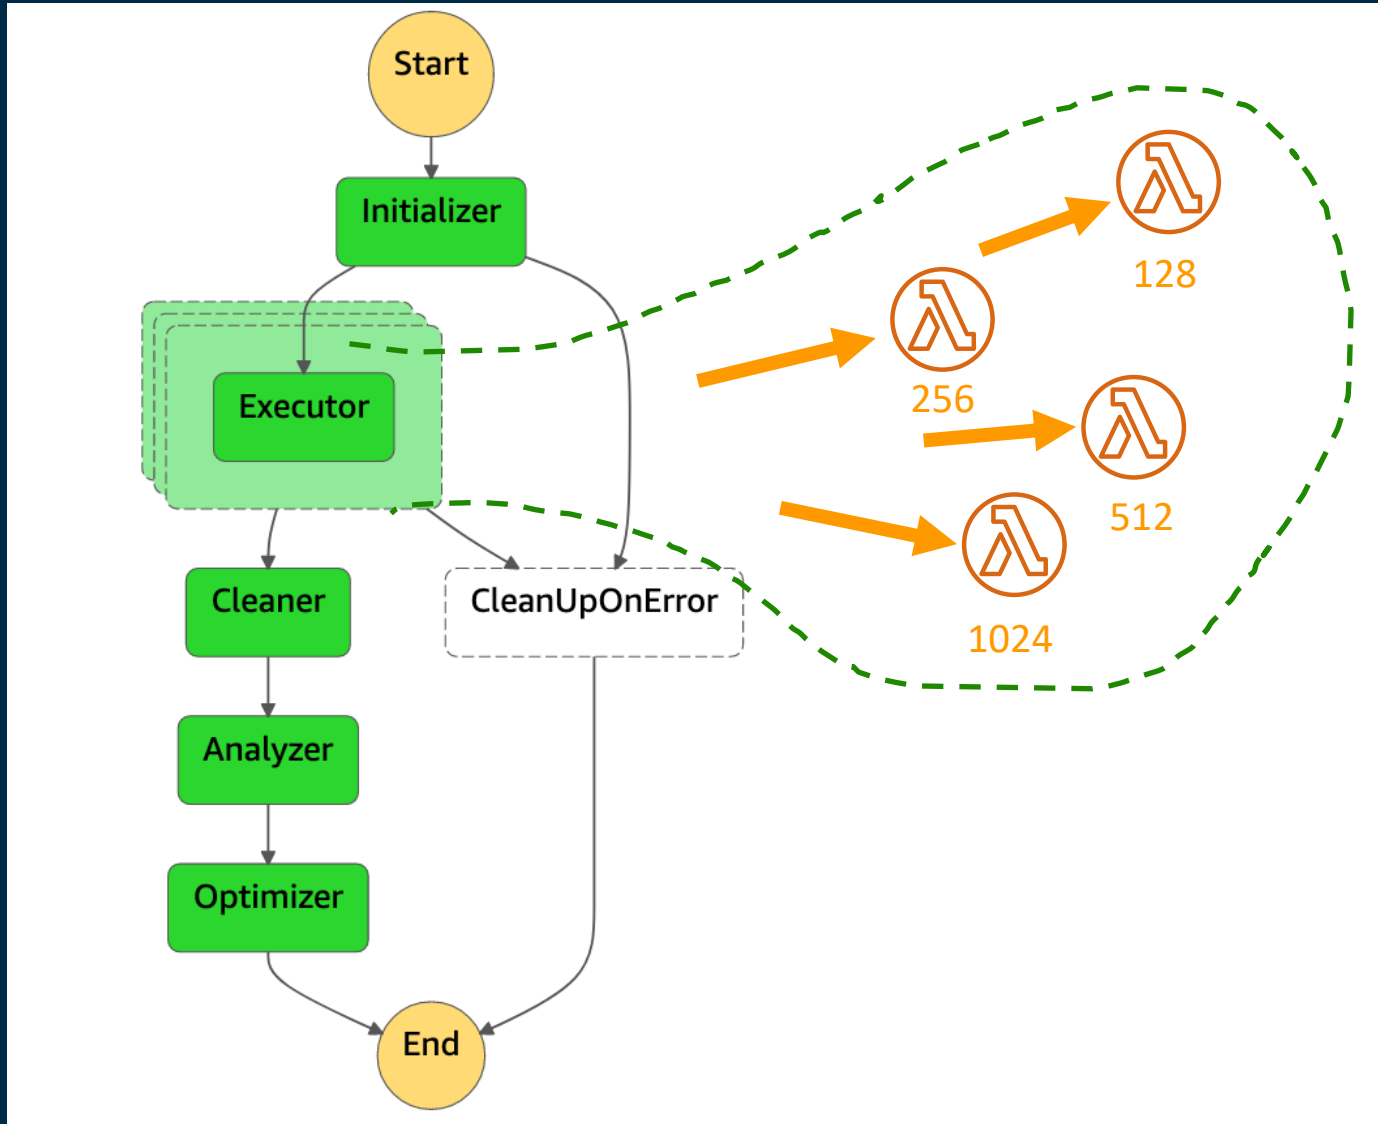 Start
Initializer
Executor
Cleaner
CleanUpOnError
Analyzer
Optimizer
End
128
256
512
1024